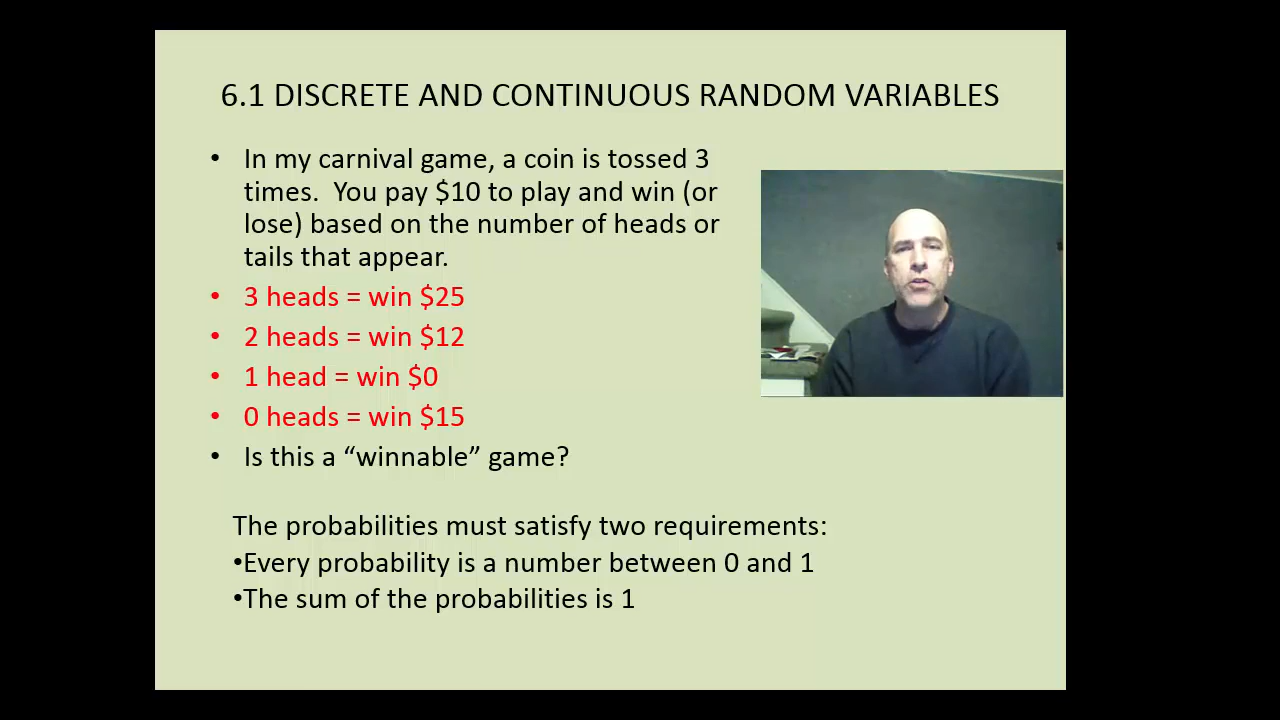 6.1 DISCRETE AND CONTINUOUS RANDOM VARIABLES
• In my carnival game, a coin is tossed 3
times.  You pay $10 to play and win (or
lose) based on the number of heads or
tails that appear.
• 3 heads = win $25
• 2 heads = win $12
• 1 head = win $0
• 0 heads = win $15
• Is this a “winnable” game?
The probabilities must satisfy two requirements:
•Every probability is a number between 0 and 1
•The sum of the probabilities is 1